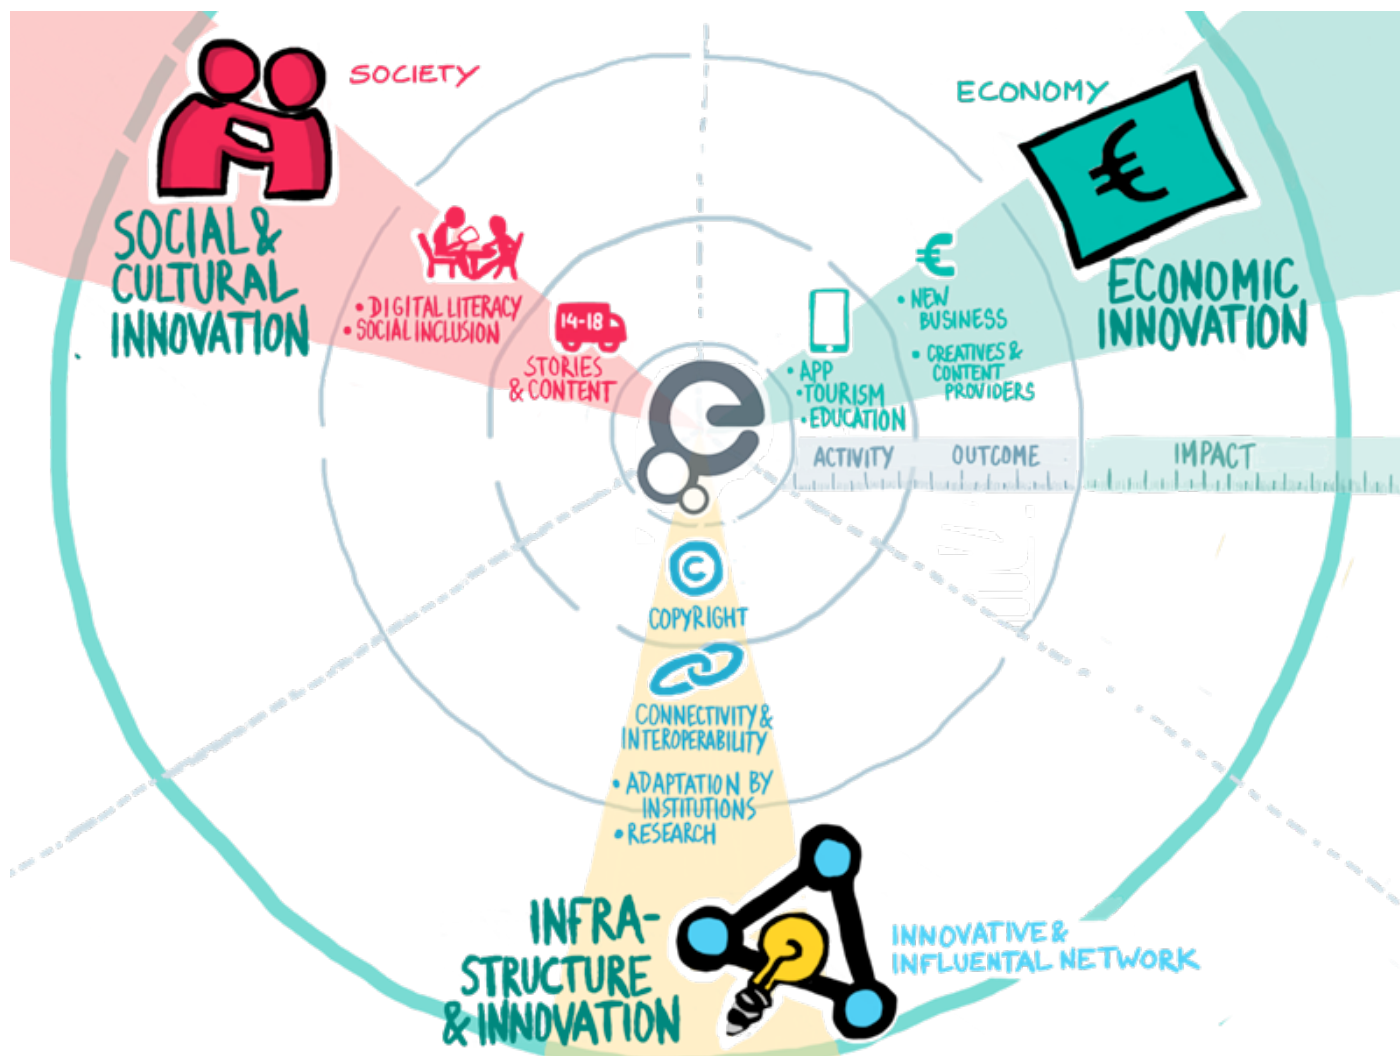 SOCIETY
SOCIAL &
CULTURAL
INNOVATION
• DIGITAL LITERACY
• SOCIAL INCLUSION
14-18
STORIES
& CONTENT
ECONOMY
€
ECONOMIC
INNOVATION
€
• NEW
BUSINESS
• CREATIVES &
CONTENT
PROVIDERS
• APP
• TOURISM
• EDUCATION
ACTIVITY
OUTCOME
IMPACT
e
©
COPYRIGHT
CONNECTIVITY &
INTEROPERABILITY
• ADAPTATION BY
INSTITUTIONS
• RESEARCH
INFRA-
STRUCTURE
& INNOVATION
INNOVATIVE &
INFLUENTAL NETWORK